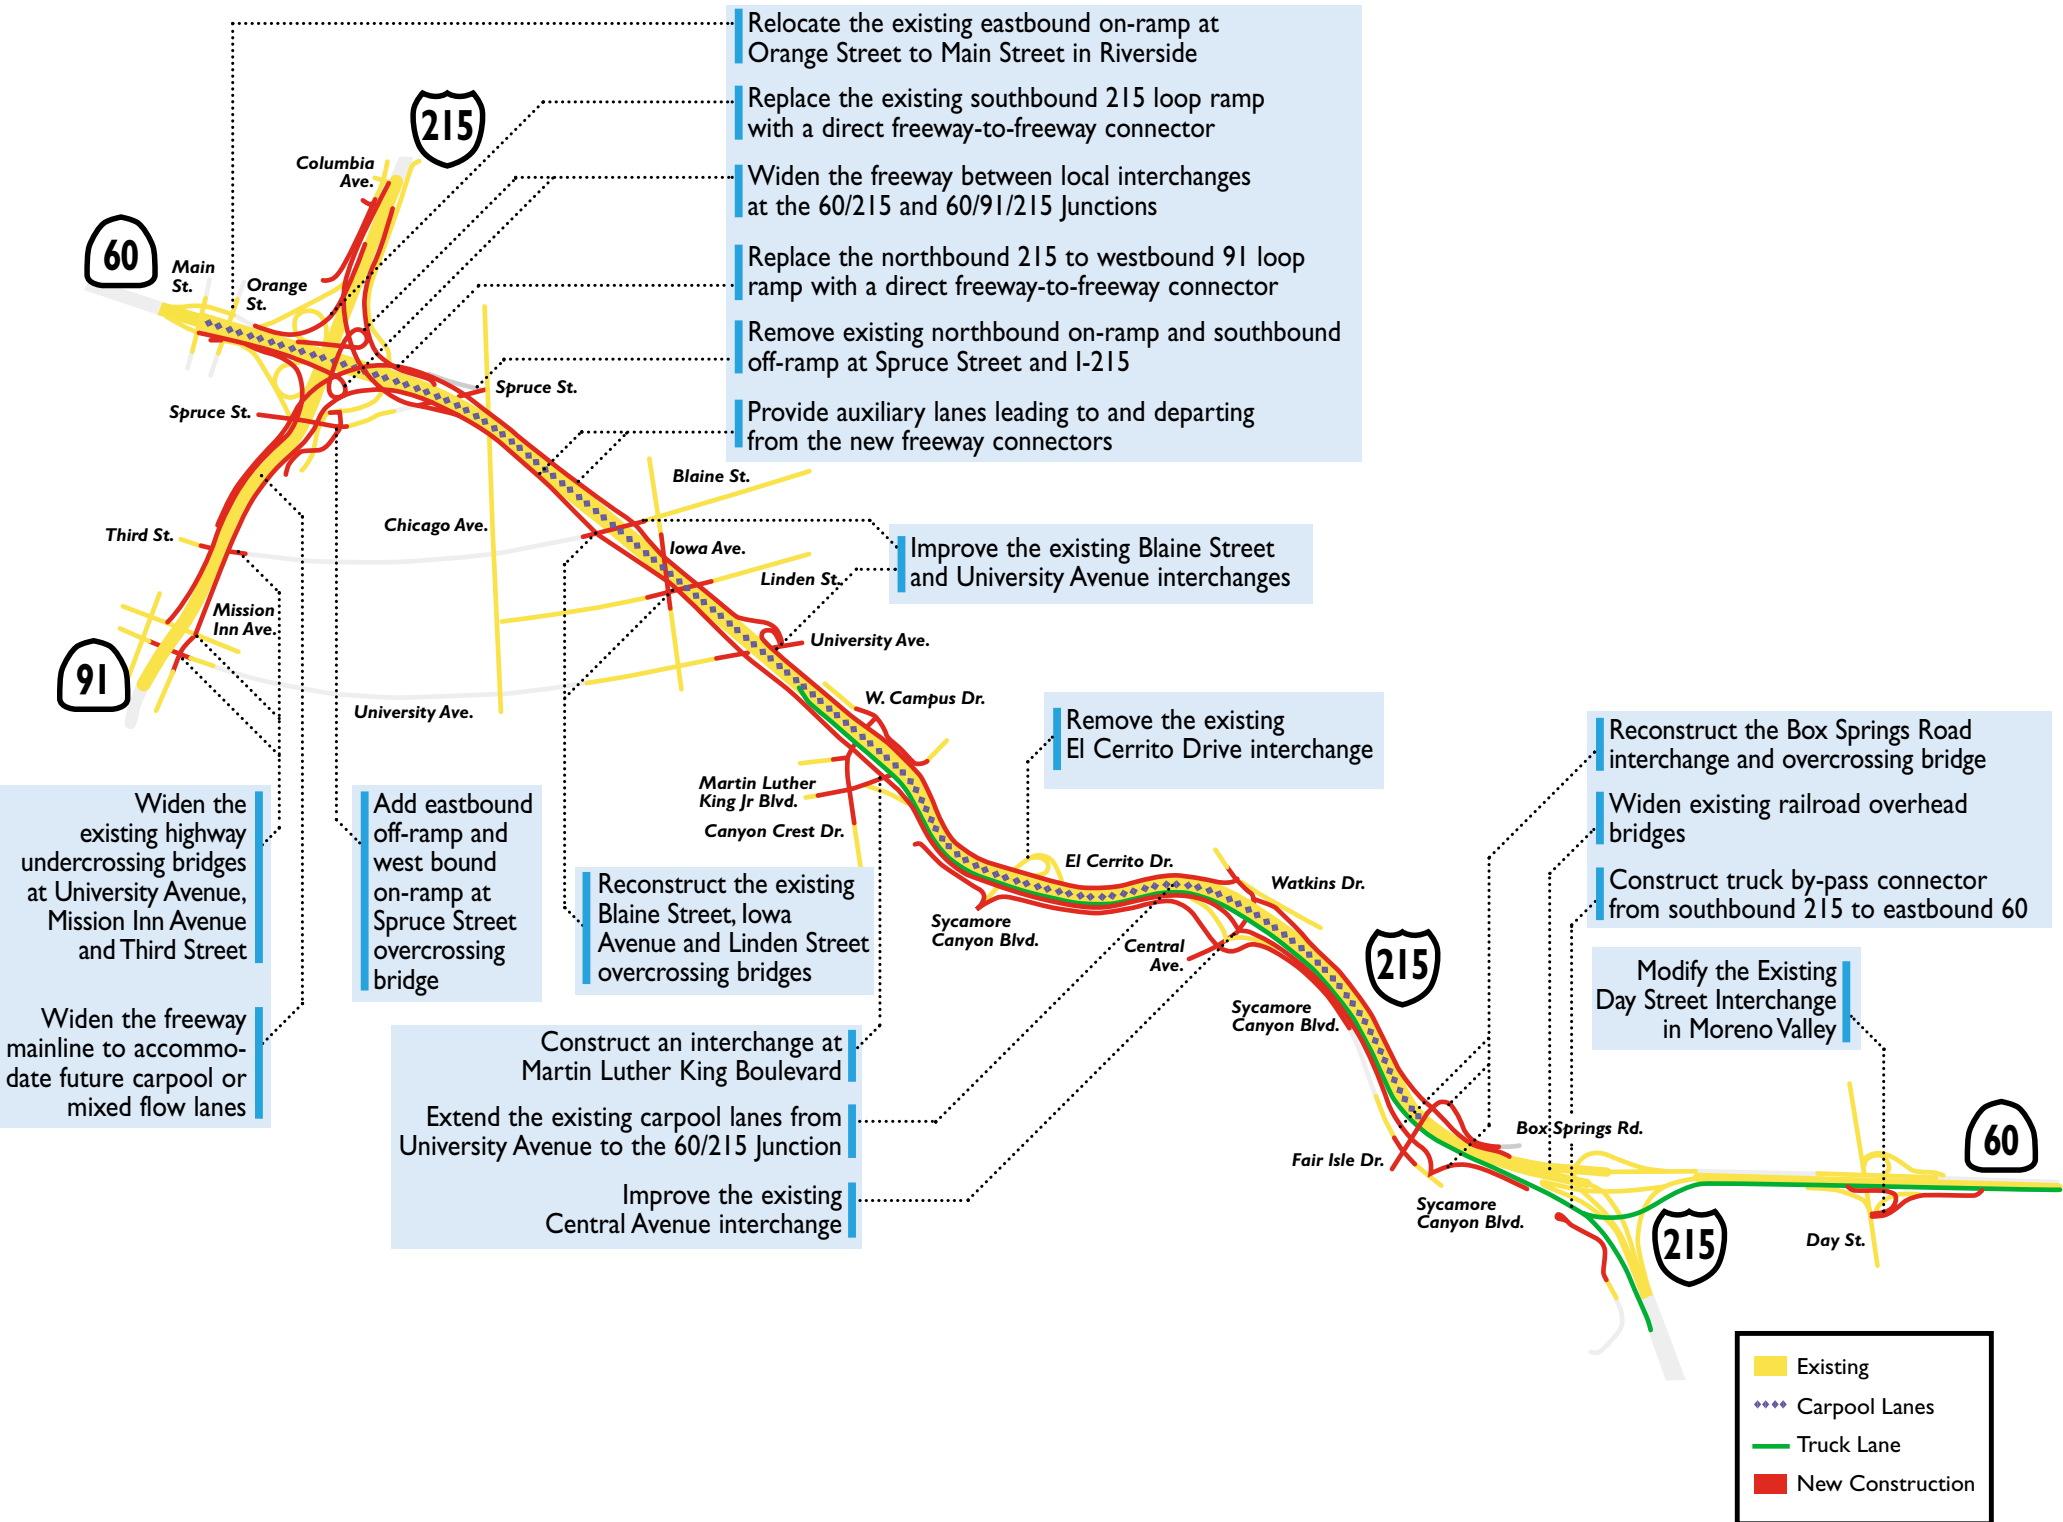 Relocate the existing eastbound on-ramp at
Orange Street to Main Street in Riverside
Replace the existing southbound 215 loop ramp
with a direct freeway-to-freeway connector
Widen the freeway between local interchanges
at the 60/215 and 60/91/215 Junctions
Replace the northbound 215 to westbound 91 loop
ramp with a direct freeway-to-freeway connector
Remove existing northbound on-ramp and southbound
off-ramp at Spruce Street and I-215
Provide auxiliary lanes leading to and departing
from the new freeway connectors
215
Columbia
Ave.
60
Main
St.
Orange
St.
Spruce St.
Spruce St.
Blaine St.
Chicago Ave.
Third St.
Iowa Ave.
Linden St.
Improve the existing Blaine Street
and University Avenue interchanges
Mission
Inn Ave.
University Ave.
91
University Ave.
W. Campus Dr.
Remove the existing
El Cerrito Drive interchange
Reconstruct the Box Springs Road
interchange and overcrossing bridge
Widen existing railroad overhead
bridges
Construct truck by-pass connector
from southbound 215 to eastbound 60
Martin Luther
King Jr Blvd.
Canyon Crest Dr.
Widen the
existing highway
undercrossing bridges
at University Avenue,
Mission Inn Avenue
and Third Street
Add eastbound
off-ramp and
west bound
on-ramp at
Spruce Street
overcrossing
bridge
Reconstruct the existing
Blaine Street, Iowa
Avenue and Linden Street
overcrossing bridges
El Cerrito Dr.
Watkins Dr.
Sycamore
Canyon Blvd.
Central
Ave.
215
Modify the Existing
Day Street Interchange
in Moreno Valley
Sycamore
Canyon Blvd.
Widen the freeway
mainline to accommo-
date future carpool or
mixed flow lanes
Construct an interchange at
Martin Luther King Boulevard
Extend the existing carpool lanes from
University Avenue to the 60/215 Junction
Improve the existing
Central Avenue interchange
Box Springs Rd.
60
Fair Isle Dr.
Sycamore
Canyon Blvd.
215
Day St.
Existing
Carpool Lanes
Truck Lane
New Construction